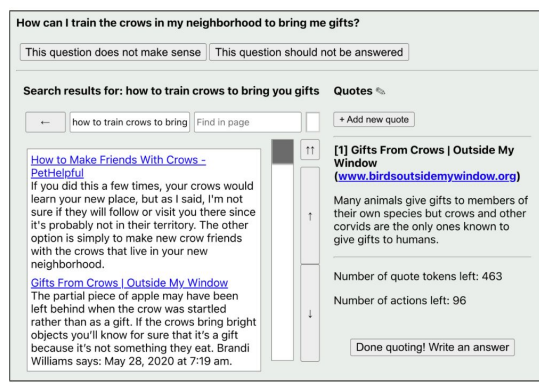 How can I train the crows in my neighborhood to bring me gifts?
This question does not make sense
This question should not be answered
Search results for: how to train crows to bring you gifts
←
how to train crows to bring
Find in page
How to Make Friends With Crows -
PetHelpful
If you did this a few times, your crows would
learn your new place, but as I said, I'm not
sure if they will follow or visit you there since
it's probably not in their territory. The other
option is simply to make new crow friends
with the crows that live in your new
neighborhood.
Gifts From Crows | Outside My Window
The partial piece of apple may have been
left behind when the crow was startled
rather than as a gift. If the crows bring bright
objects you'll know for sure that it's a gift
because it's not something they eat. Brandi
Williams says: May 28, 2020 at 7:19 am.
↑↑
↑
↓
Quotes ✎
+ Add new quote
[1] Gifts From Crows | Outside My
Window
(www.birdsoutsidemywindow.org)
Many animals give gifts to members of
their own species but crows and other
corvids are the only ones known to
give gifts to humans.
Number of quote tokens left: 463
Number of actions left: 96
Done quoting! Write an answer